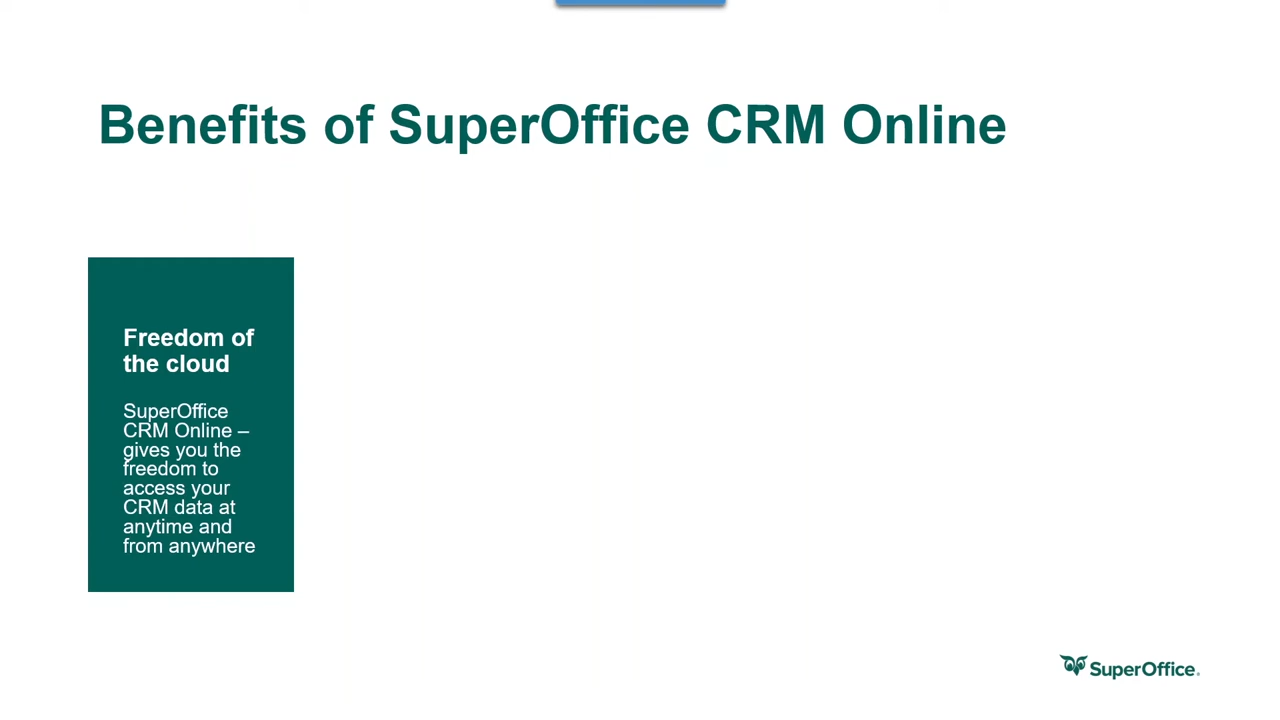 Benefits of SuperOffice CRM Online
Freedom of
the cloud
SuperOffice
CRM Online –
gives you the
freedom to
access your
CRM data at
anytime and
from anywhere
SuperOffice.